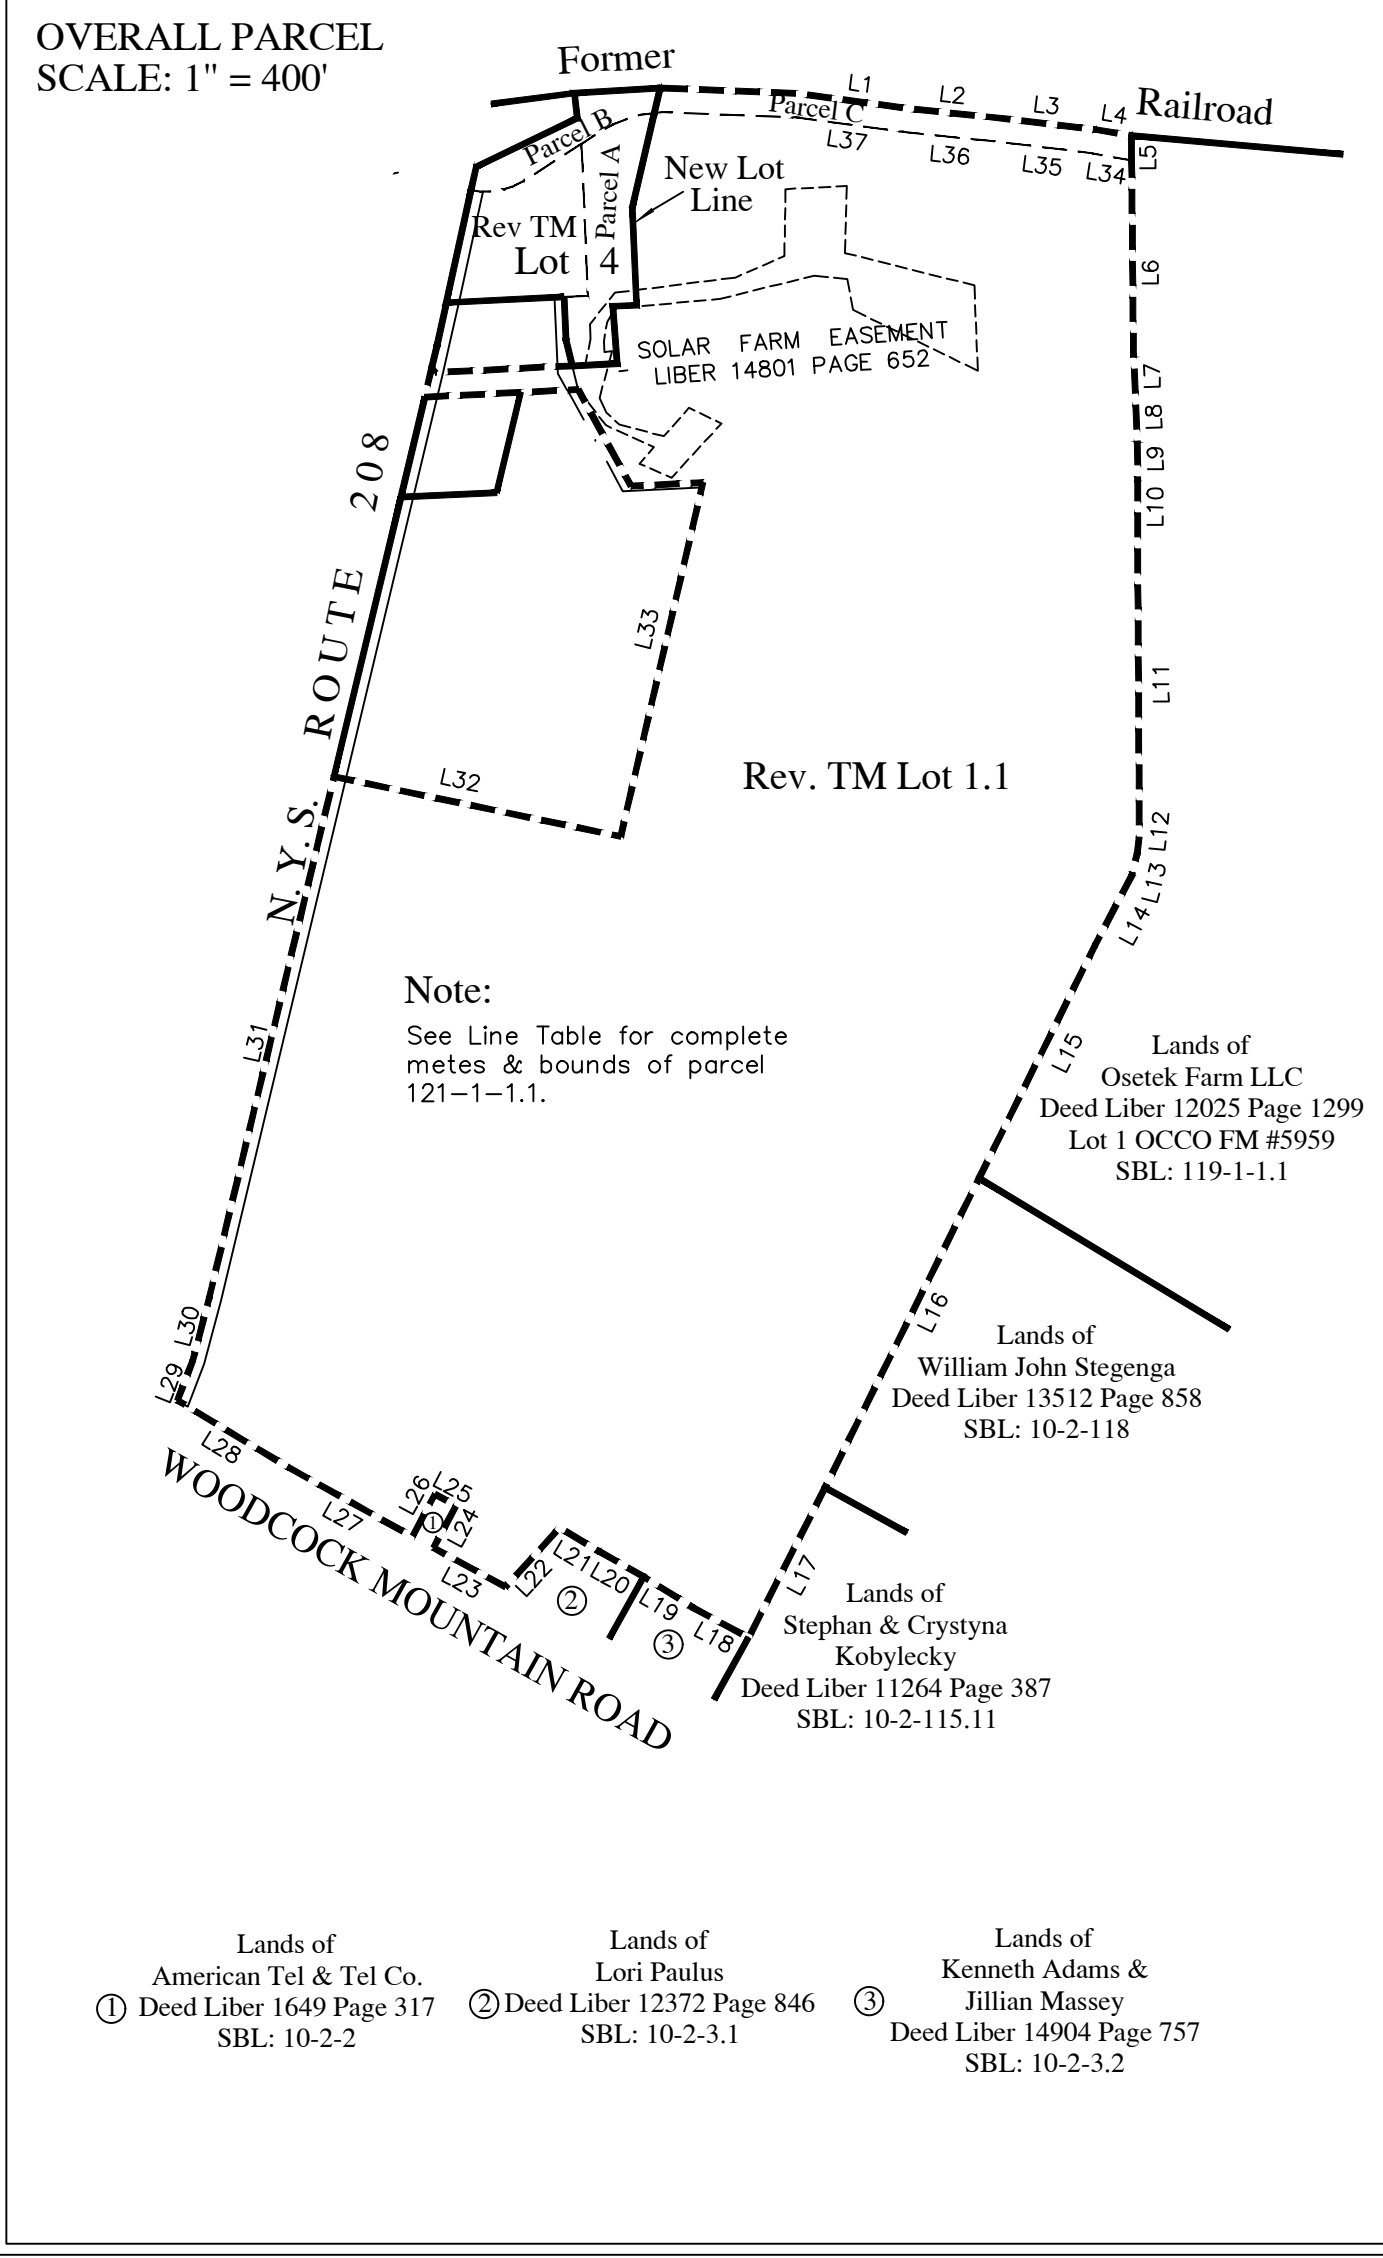 OVERALL PARCEL
SCALE: 1" = 400'
Former
Railroad
L1
L2
L3
L4
Parcel C
L37
L36
L35
L34
L5
Parcel B
Parcel A
New Lot
Line
Rev TM
Lot 4
L6
SOLAR FARM EASEMENT
LIBER 14801 PAGE 652
L7
L8
L9
L10
N.Y.S. ROUTE 208
L33
L11
L32
Rev. TM Lot 1.1
L12
L13
L14
Note:
See Line Table for complete
metes & bounds of parcel
121-1-1.1.
L31
L15
Lands of
Osetek Farm LLC
Deed Liber 12025 Page 1299
Lot 1 OCCO FM #5959
SBL: 119-1-1.1
L16
L30
L29
Lands of
William John Stegenga
Deed Liber 13512 Page 858
SBL: 10-2-118
L28
L27
L26
L25
1
L24
L23
L22
L21
L20
2
L19
3
L18
L17
WOODCOCK MOUNTAIN ROAD
Lands of
Stephan & Crystyna
Kobylecky
Deed Liber 11264 Page 387
SBL: 10-2-115.11
Lands of
American Tel & Tel Co.
1 Deed Liber 1649 Page 317
SBL: 10-2-2
Lands of
Lori Paulus
2 Deed Liber 12372 Page 846
SBL: 10-2-3.1
Lands of
Kenneth Adams &
3 Jillian Massey
Deed Liber 14904 Page 757
SBL: 10-2-3.2